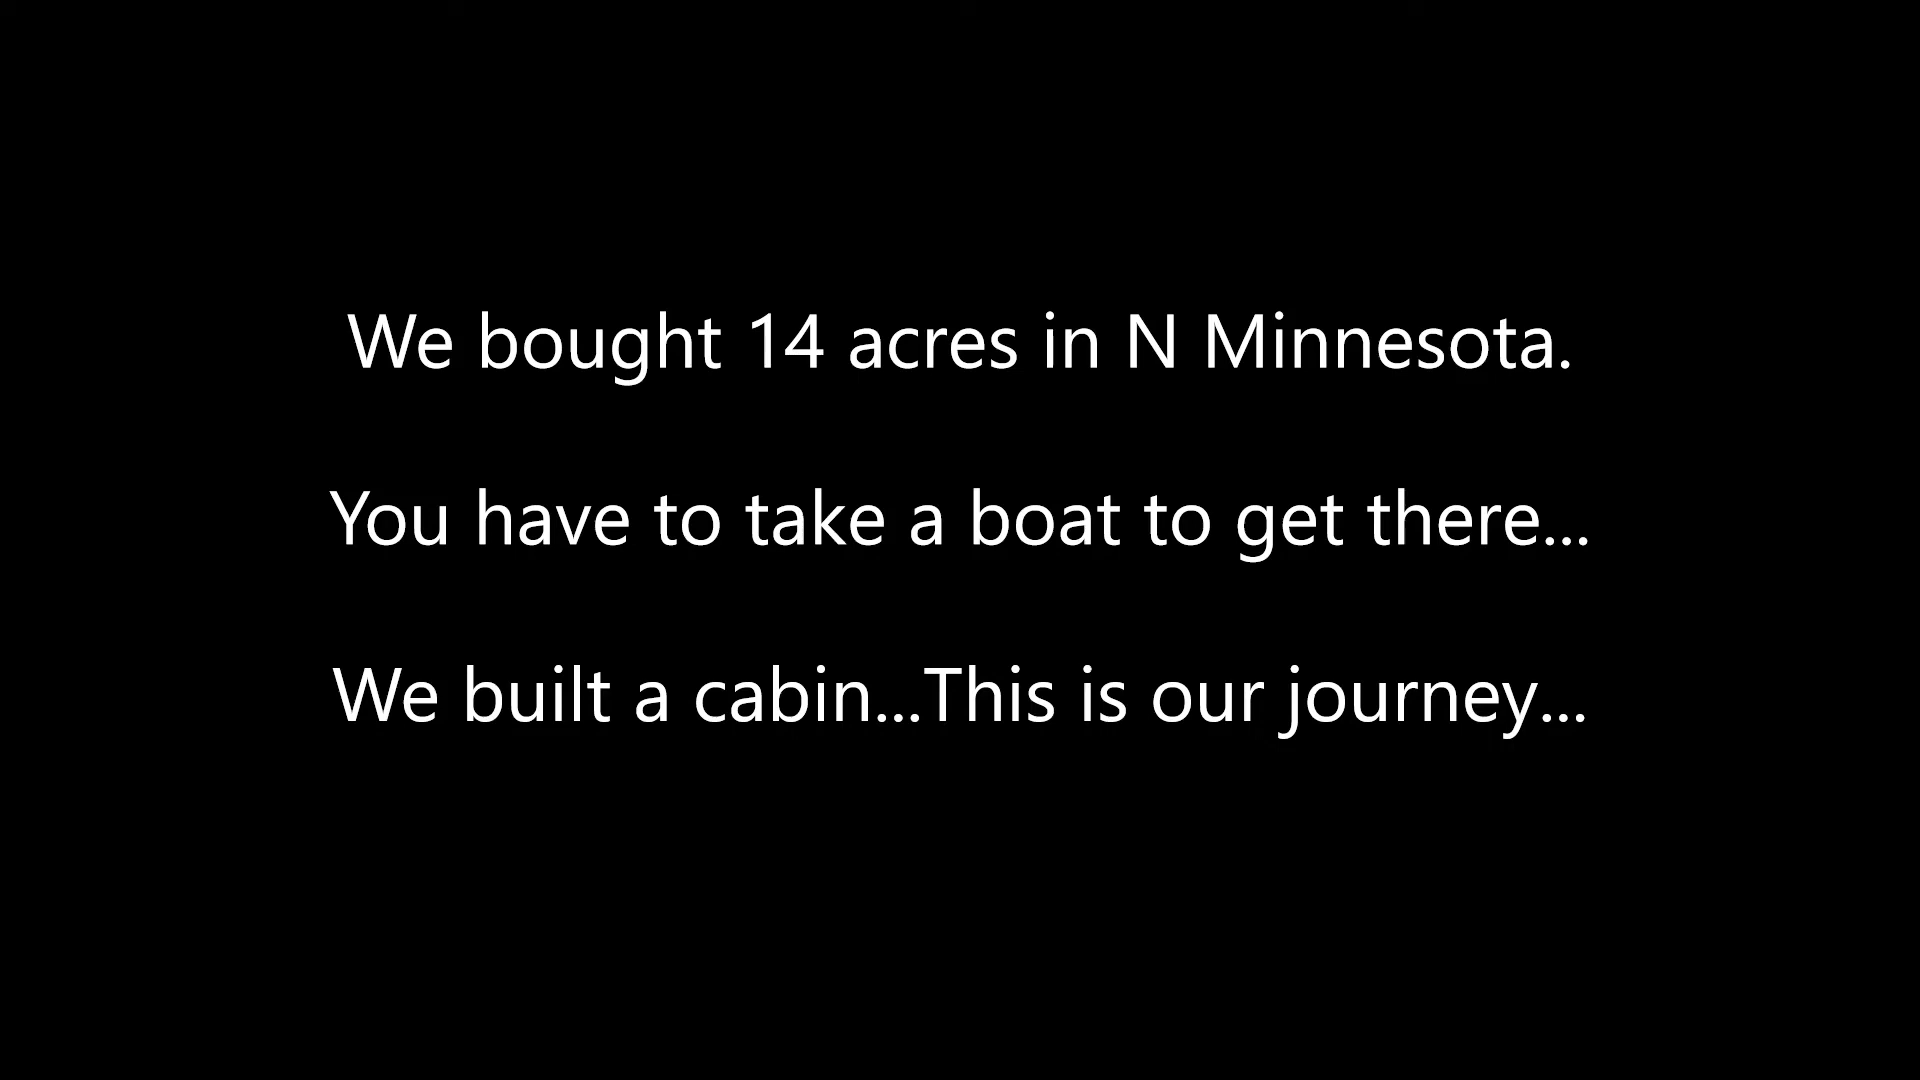 We bought 14 acres in N Minnesota.
You have to take a boat to get there...
We built a cabin...This is our journey...